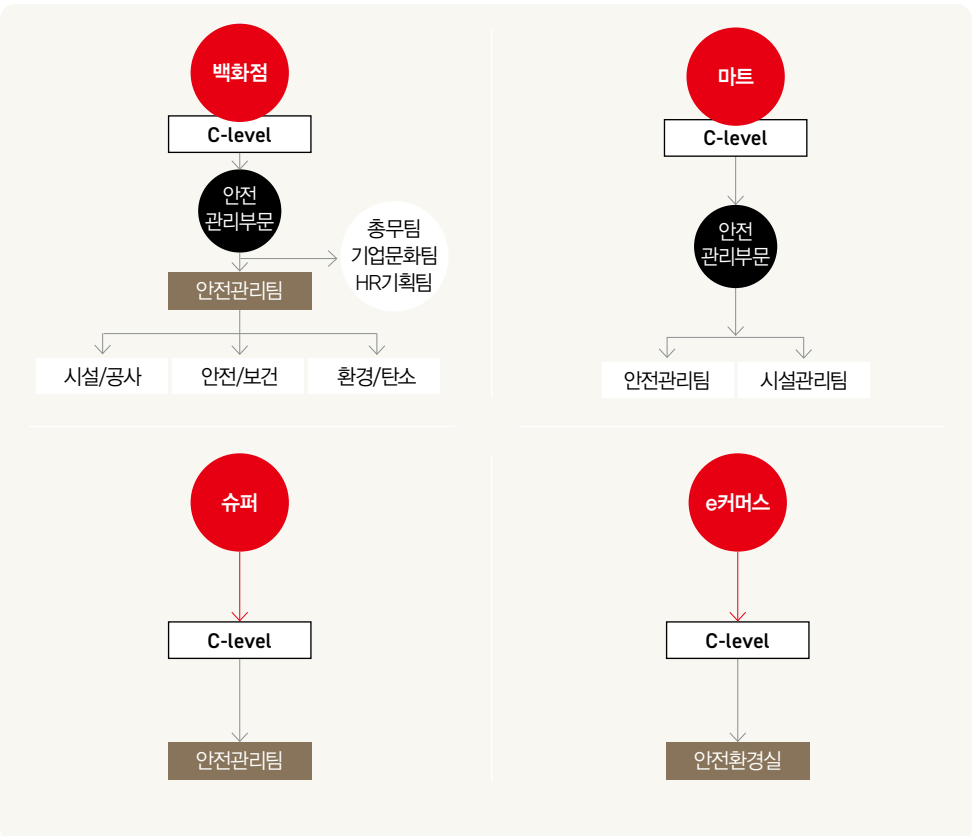 백화점
C-level
안전
관리부문
총무팀
기업문화팀
HR기획팀
안전관리팀
시설/공사
안전/보건
환경/탄소
마트
C-level
안전
관리부문
안전관리팀
시설관리팀
슈퍼
C-level
안전관리팀
e커머스
C-level
안전환경실